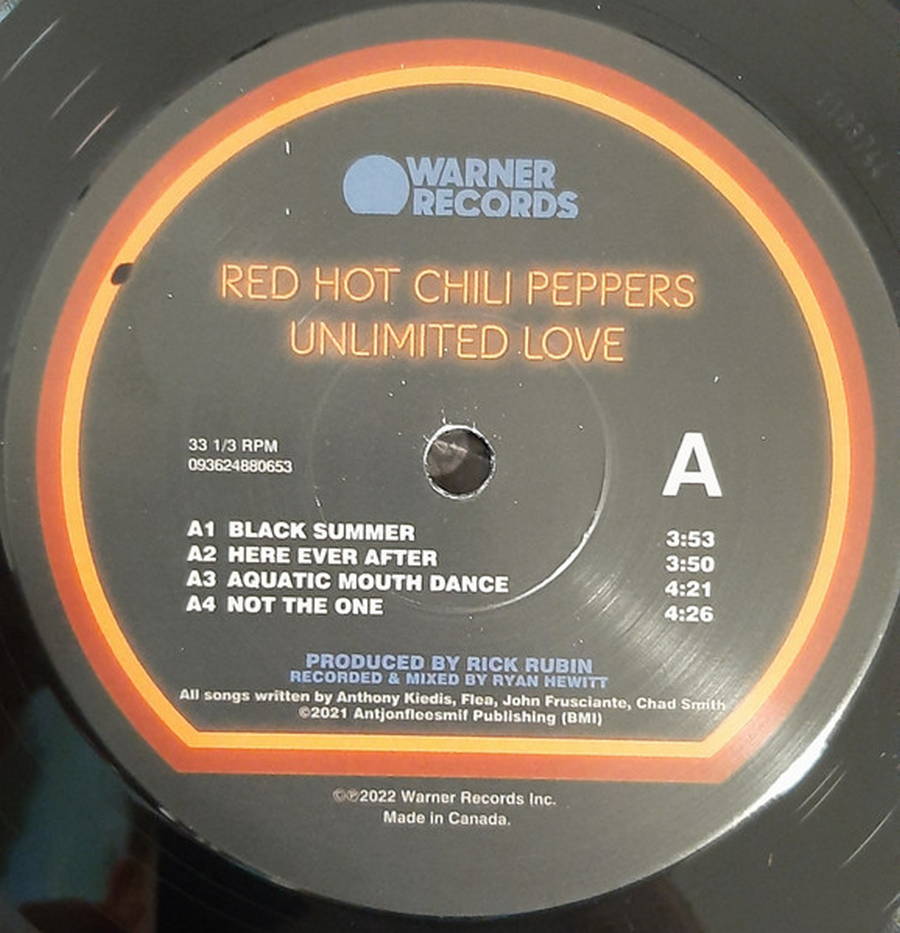 WARNER
RECORDS
RED HOT CHILI PEPPERS
UNLIMITED LOVE
33 1/3 RPM
093624880653
A
A1 BLACK SUMMER 3:53
A2 HERE EVER AFTER 3:50
A3 AQUATIC MOUTH DANCE 4:21
A4 NOT THE ONE 4:26
PRODUCED BY RICK RUBIN
RECORDED & MIXED BY RYAN HEWITT
All songs written by Anthony Kiedis, Flea, John Frusciante, Chad Smith
©2021 Antjonfleesmif Publishing (BMI)
©℗2022 Warner Records Inc.
Made in Canada.